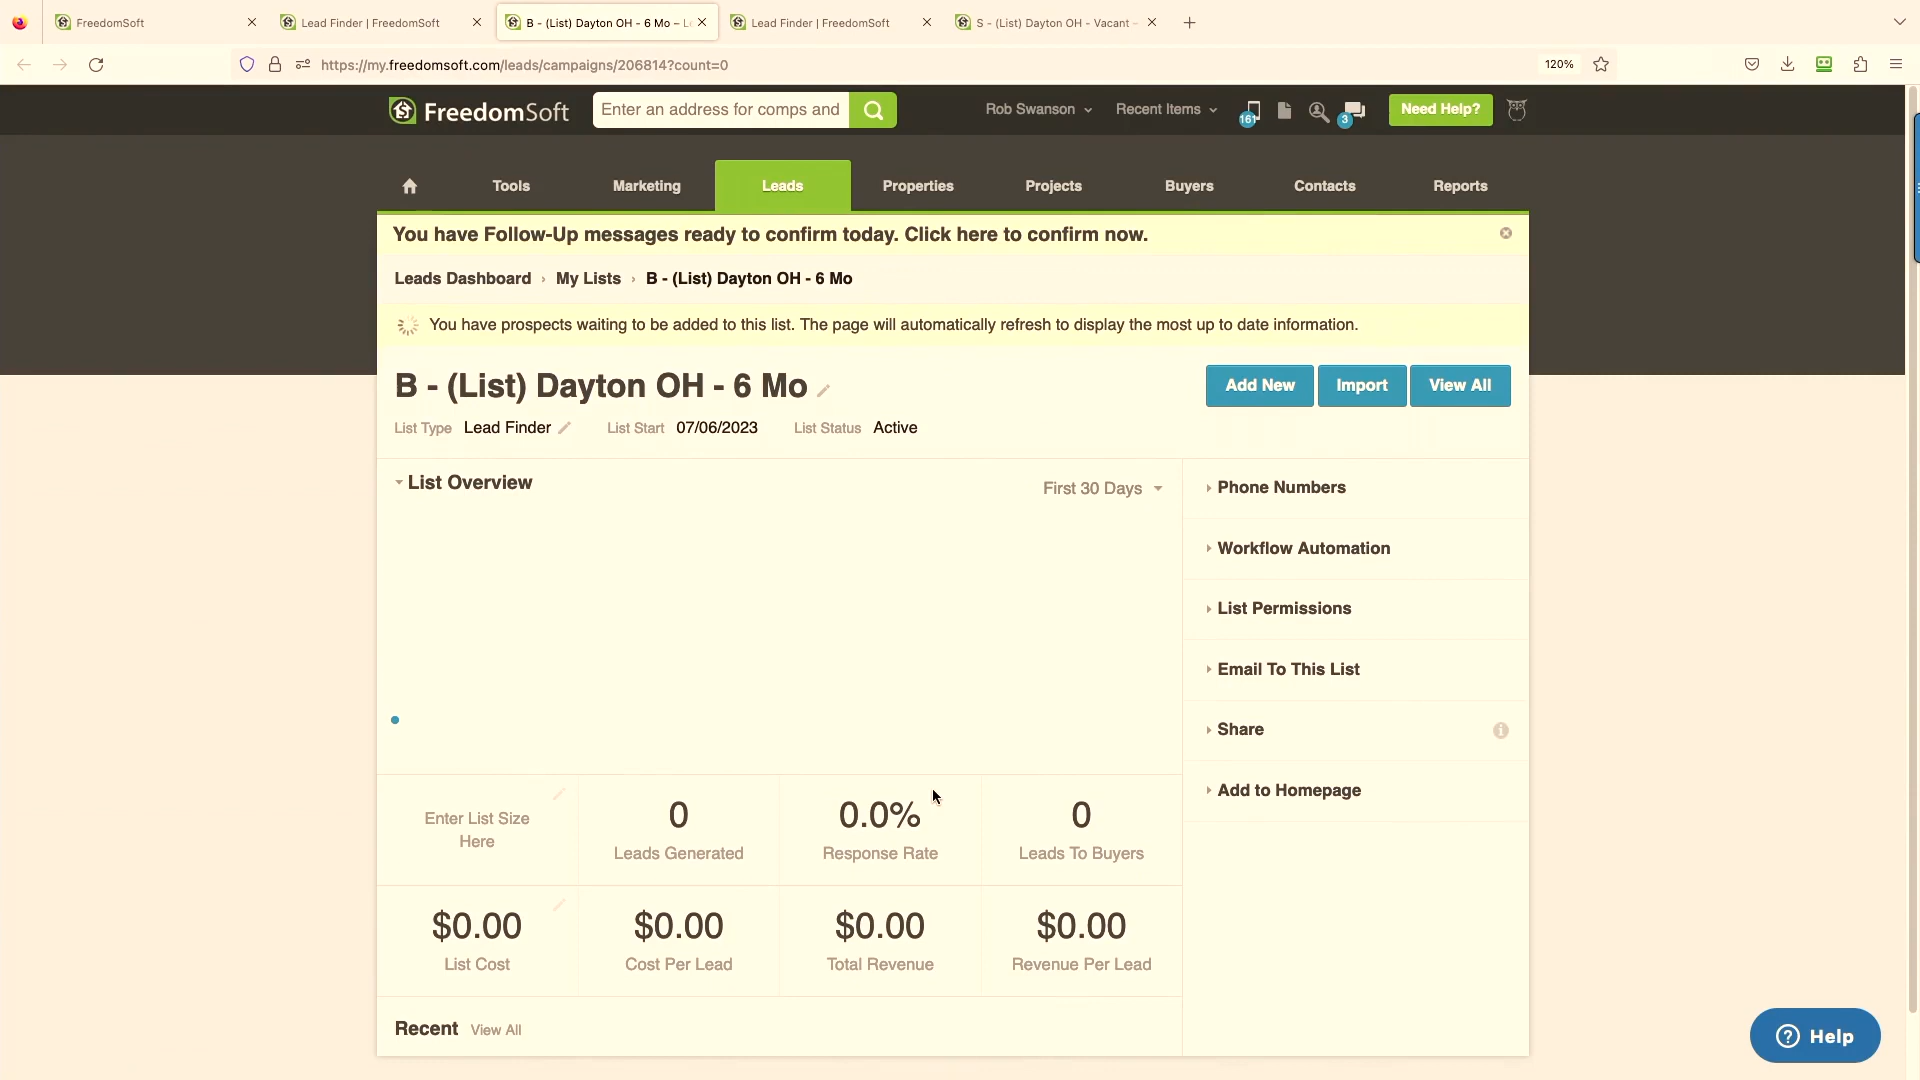 FreedomSoft
Lead Finder | FreedomSoft
B - (List) Dayton OH - 6 Mo –
Lead Finder | FreedomSoft
S - (List) Dayton OH - Vacant -
https://my.freedomsoft.com/leads/campaigns/206814?count=0
120%
FreedomSoft
Enter an address for comps and
Rob Swanson
Recent Items
161
3
Need Help?
Tools
Marketing
Leads
Properties
Projects
Buyers
Contacts
Reports
You have Follow-Up messages ready to confirm today. Click here to confirm now.
Leads Dashboard › My Lists › B - (List) Dayton OH - 6 Mo
You have prospects waiting to be added to this list. The page will automatically refresh to display the most up to date information.
B - (List) Dayton OH - 6 Mo
Add New
Import
View All
List Type Lead Finder
List Start 07/06/2023
List Status Active
List Overview
First 30 Days
Phone Numbers
Workflow Automation
List Permissions
Email To This List
Share
Add to Homepage
Enter List Size
Here
0
Leads Generated
0.0%
Response Rate
0
Leads To Buyers
$0.00
List Cost
$0.00
Cost Per Lead
$0.00
Total Revenue
$0.00
Revenue Per Lead
Recent View All
Help